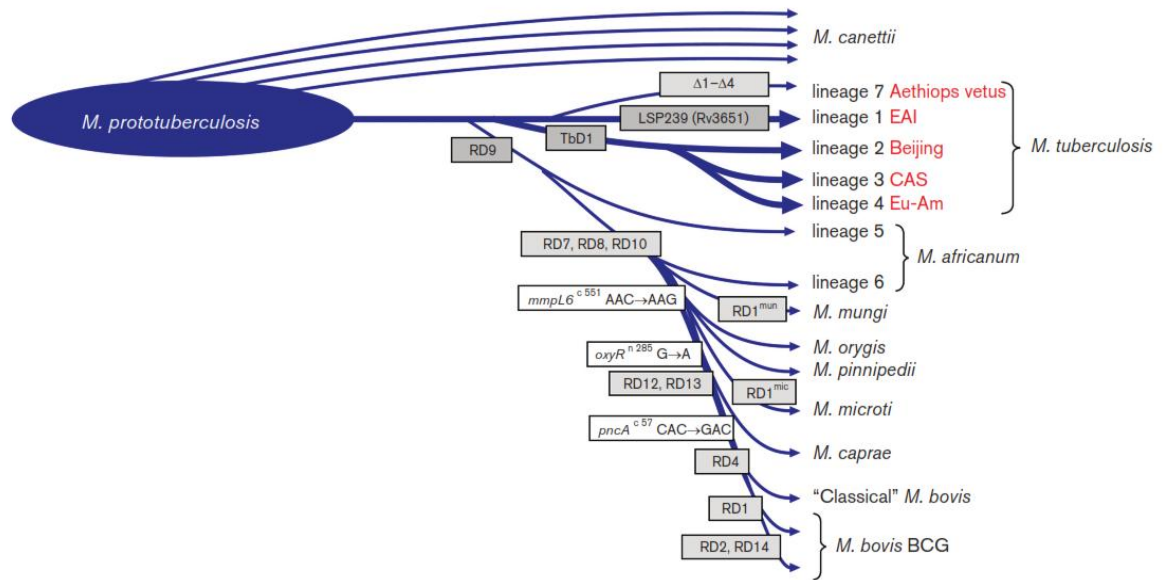 M. canettii
Δ1–Δ4
lineage 7 Aethiops vetus
M. prototuberculosis
LSP239 (Rv3651)
lineage 1 EAI
TbD1
RD9
lineage 2 Beijing
M. tuberculosis
lineage 3 CAS
lineage 4 Eu-Am
lineage 5
RD7, RD8, RD10
M. africanum
lineage 6
mmpL6 c 551 AAC→AAG
RD1mun
M. mungi
M. orygis
oxyR n 285 G→A
M. pinnipedii
RD12, RD13
RD1mic
M. microti
pncA c 57 CAC→GAC
M. caprae
RD4
“Classical” M. bovis
RD1
RD2, RD14
M. bovis BCG